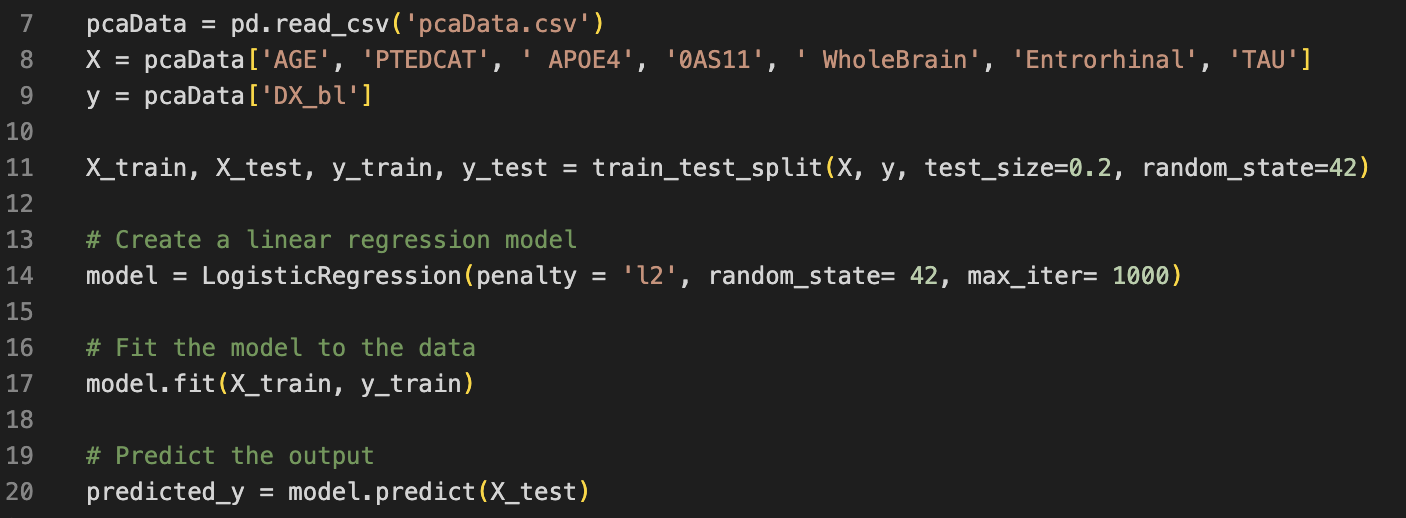 7 pcaData = pd.read_csv('pcaData.csv')
8 X = pcaData['AGE', 'PTEDCAT', ' APOE4', '0AS11', ' WholeBrain', 'Entrorhinal', 'TAU']
9 y = pcaData['DX_bl']
10
11 X_train, X_test, y_train, y_test = train_test_split(X, y, test_size=0.2, random_state=42)
12
13 # Create a linear regression model
14 model = LogisticRegression(penalty = 'l2', random_state= 42, max_iter= 1000)
15
16 # Fit the model to the data
17 model.fit(X_train, y_train)
18
19 # Predict the output
20 predicted_y = model.predict(X_test)